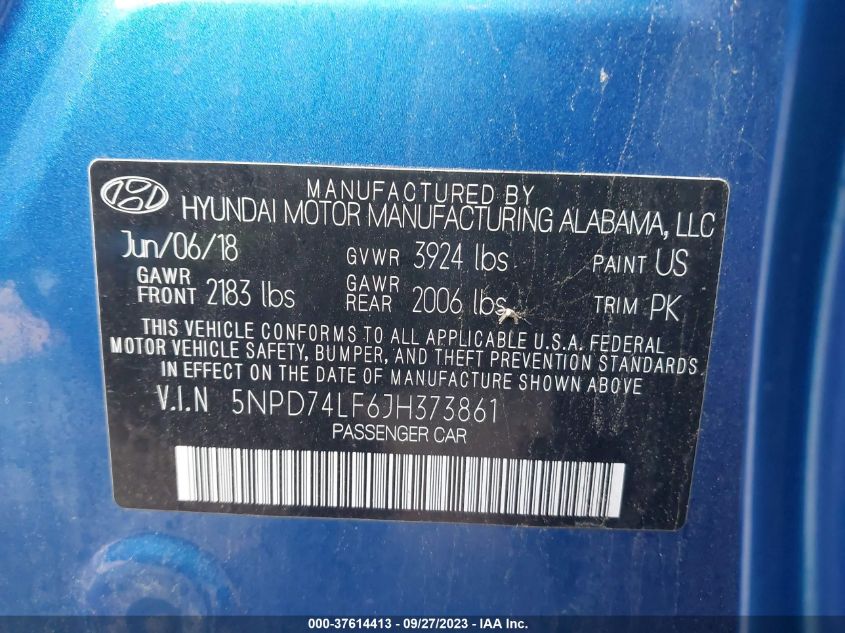 MANUFACTURED BY
HYUNDAI MOTOR MANUFACTURING ALABAMA, LLC
Jun/06/18 GVWR 3924 lbs PAINT US
GAWR FRONT 2183 lbs GAWR REAR 2006 lbs TRIM PK
THIS VEHICLE CONFORMS TO ALL APPLICABLE U.S.A. FEDERAL
MOTOR VEHICLE SAFETY, BUMPER, AND THEFT PREVENTION STANDARDS
IN EFFECT ON THE DATE OF MANUFACTURE SHOWN ABOVE
V.I.N 5NPD74LF6JH373861
PASSENGER CAR
000-37614413 - 09/27/2023 - IAA Inc.